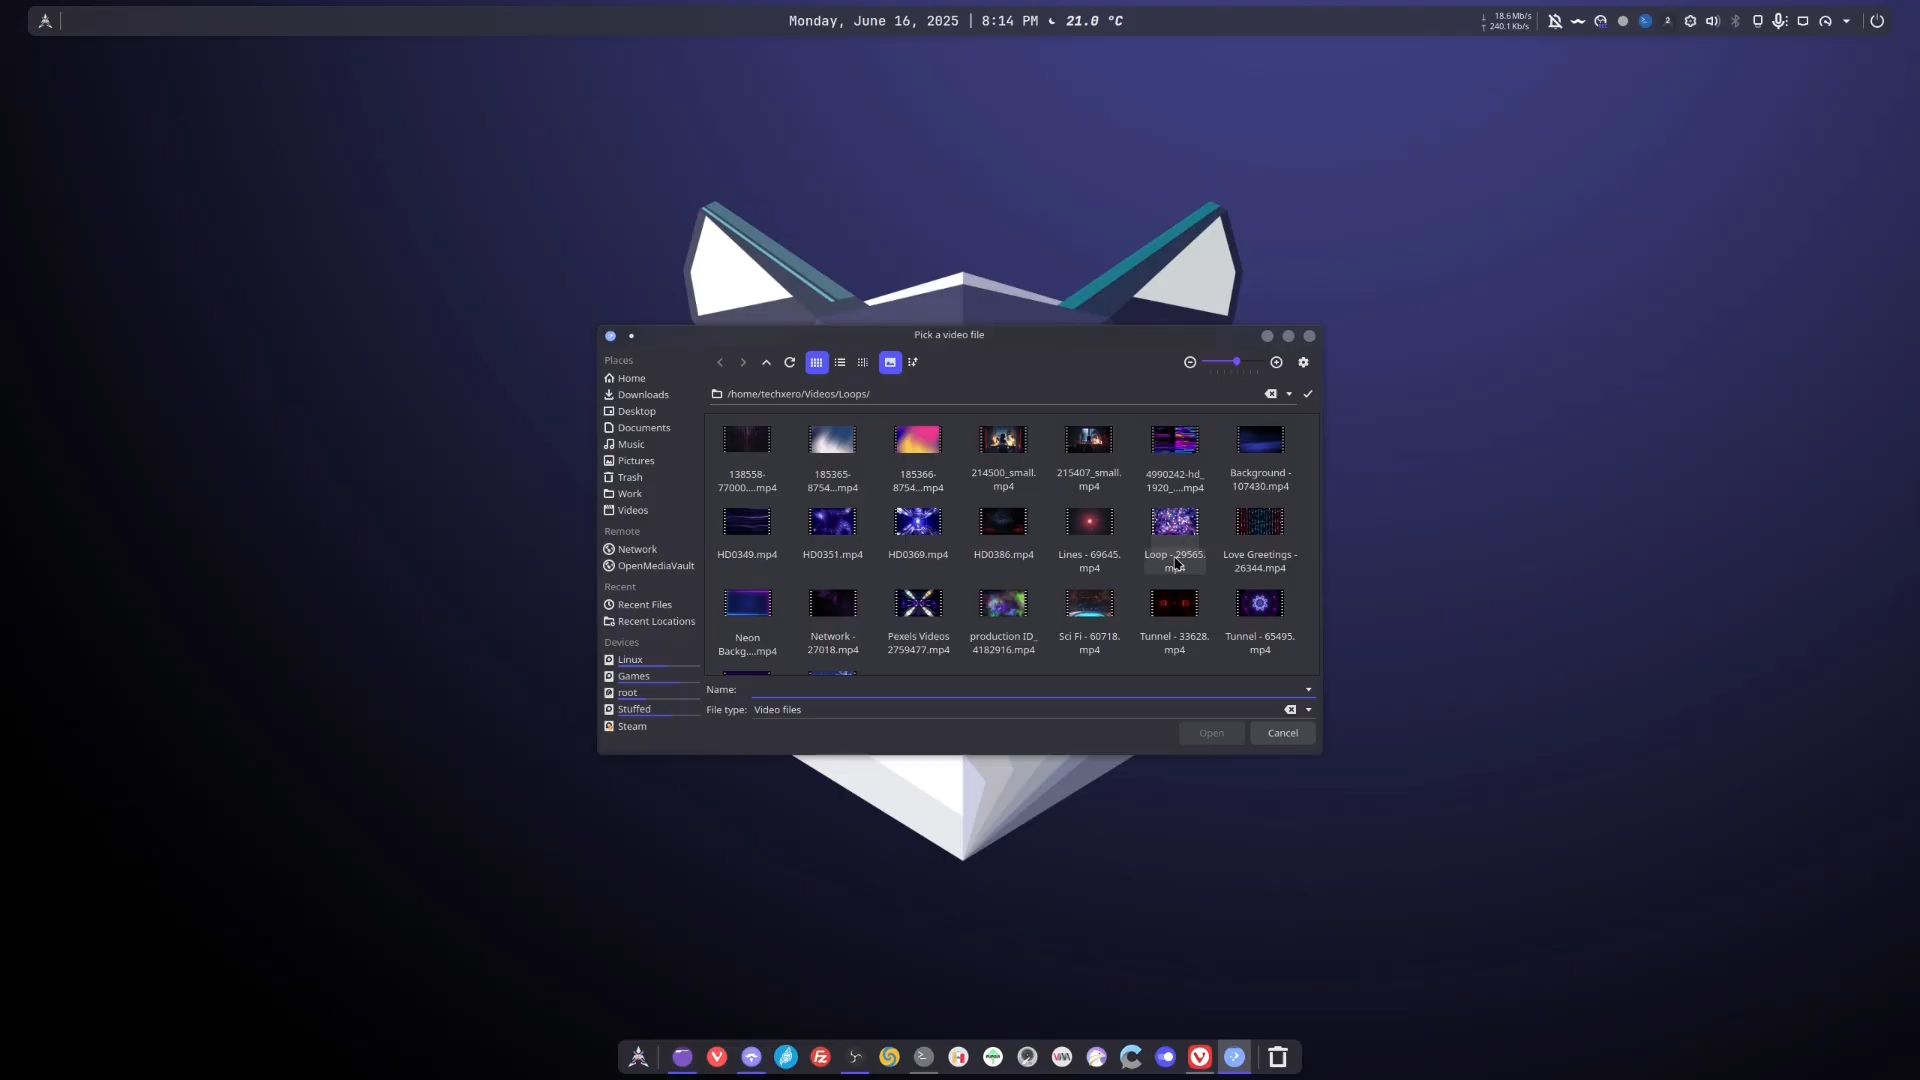 Monday, June 16, 2025 | 8:14 PM 21.0 °C
↓ 18.6 Mb/s
↑ 240.1 Kb/s
2
Pick a video file
Places
Home
Downloads
Desktop
Documents
Music
Pictures
Trash
Work
Videos
Remote
Network
OpenMediaVault
Recent
Recent Files
Recent Locations
Devices
Linux
Games
root
Stuffed
Steam
/home/techxero/Videos/Loops/
138558-
77000....mp4
185365-
8754...mp4
185366-
8754...mp4
214500_small.
mp4
215407_small.
mp4
4990242-hd_
1920_....mp4
Background -
107430.mp4
HD0349.mp4
HD0351.mp4
HD0369.mp4
HD0386.mp4
Lines - 69645.
mp4
Loop - 29565.
mp4
Love Greetings -
26344.mp4
Neon
Backg....mp4
Network -
27018.mp4
Pexels Videos
2759477.mp4
production ID_
4182916.mp4
Sci Fi - 60718.
mp4
Tunnel - 33628.
mp4
Tunnel - 65495.
mp4
Name:
File type: Video files
Open
Cancel